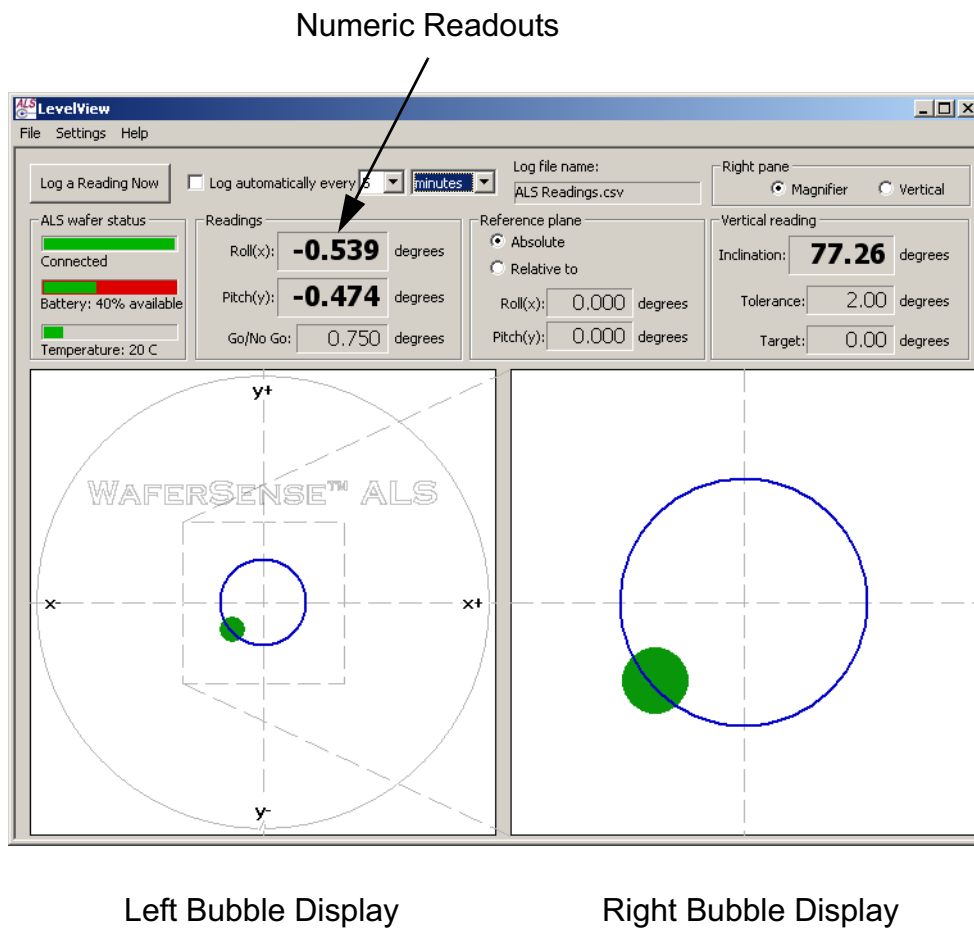 Numeric Readouts
ALS
LevelView
File Settings Help
Log a Reading Now
Log automatically every 5 minutes
Log file name:
ALS Readings.csv
Right pane
Magnifier Vertical
ALS wafer status
Connected
Battery: 40% available
Temperature: 20 C
Readings
Roll(x): -0.539 degrees
Pitch(y): -0.474 degrees
Go/No Go: 0.750 degrees
Reference plane
Absolute
Relative to
Roll(x): 0.000 degrees
Pitch(y): 0.000 degrees
Vertical reading
Inclination: 77.26 degrees
Tolerance: 2.00 degrees
Target: 0.00 degrees
y+
WAFERSENSE™ ALS
x- x+
y-
Left Bubble Display Right Bubble Display